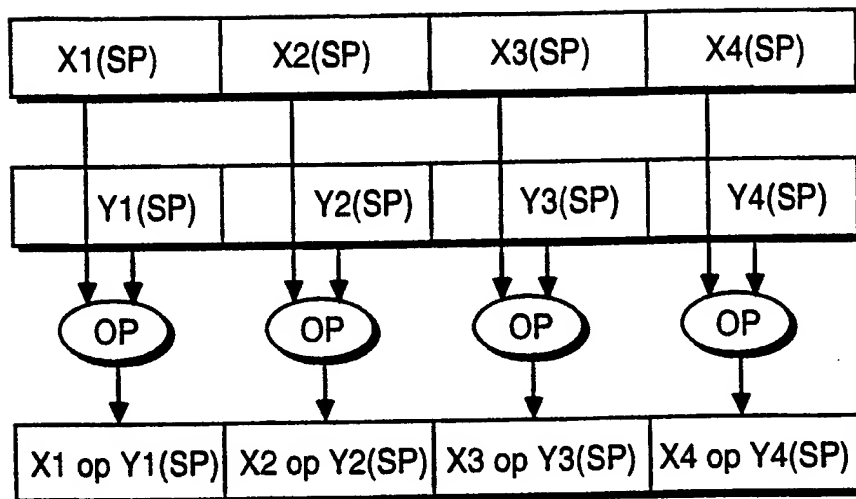 X1(SP) X2(SP) X3(SP) X4(SP)
Y1(SP) Y2(SP) Y3(SP) Y4(SP)
OP OP OP OP
X1 op Y1(SP) X2 op Y2(SP) X3 op Y3(SP) X4 op Y4(SP)